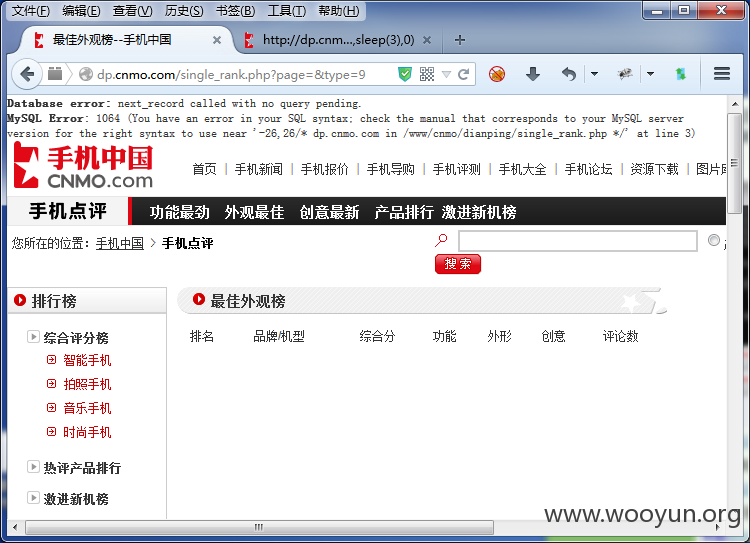 文件(F) 编辑(E) 查看(V) 历史(S) 书签(B) 工具(T) 帮助(H)
最佳外观榜--手机中国 http://dp.cnm...,sleep(3),0)
dp.cnmo.com/single_rank.php?page=&type=9
Database error: next_record called with no query pending.
MySQL Error: 1064 (You have an error in your SQL syntax; check the manual that corresponds to your MySQL server
version for the right syntax to use near '-26,26/* dp.cnmo.com in /www/cnmo/dianping/single_rank.php */' at line 3)
手机中国
CNMO.com
首页 | 手机新闻 | 手机报价 | 手机导购 | 手机评测 | 手机大全 | 手机论坛 | 资源下载 | 图片
手机点评 功能最劲 外观最佳 创意最新 产品排行 激进新机榜
您所在的位置: 手机中国 > 手机点评
搜索
排行榜
最佳外观榜
排名 品牌/机型 综合分 功能 外形 创意 评论数
综合评分榜
智能手机
拍照手机
音乐手机
时尚手机
热评产品排行
激进新机榜
www.wooyun.org